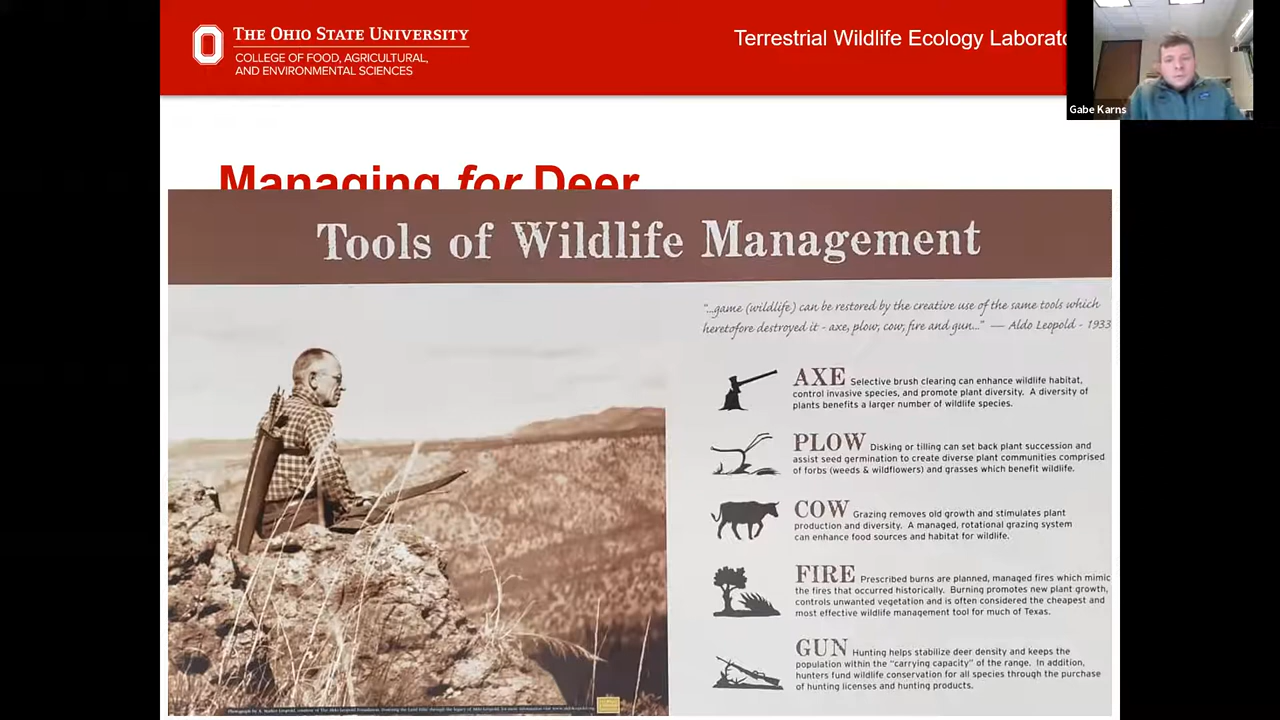 THE OHIO STATE UNIVERSITY
COLLEGE OF FOOD, AGRICULTURAL,
AND ENVIRONMENTAL SCIENCES
Terrestrial Wildlife Ecology Laborato
Gabe Karns
Managing for Deer
Tools of Wildlife Management
"...game (wildlife) can be restored by the creative use of the same tools which
heretofore destroyed it - axe, plow, cow, fire and gun..." — Aldo Leopold - 1933
AXE Selective brush clearing can enhance wildlife habitat,
control invasive species, and promote plant diversity. A diversity of
plants benefits a larger number of wildlife species.
PLOW Disking or tilling can set back plant succession and
assist seed germination to create diverse plant communities comprised
of forbs (weeds & wildflowers) and grasses which benefit wildlife.
COW Grazing removes old growth and stimulates plant
production and diversity. A managed, rotational grazing system
can enhance food sources and habitat for wildlife.
FIRE Prescribed burns are planned, managed fires which mimic
the fires that occurred historically. Burning promotes new plant growth,
controls unwanted vegetation and is often considered the cheapest and
most effective wildlife management tool for much of Texas.
GUN Hunting helps stabilize deer density and keeps the
population within the "carrying capacity" of the range. In addition,
hunters fund wildlife conservation for all species through the purchase
of hunting licenses and hunting products.